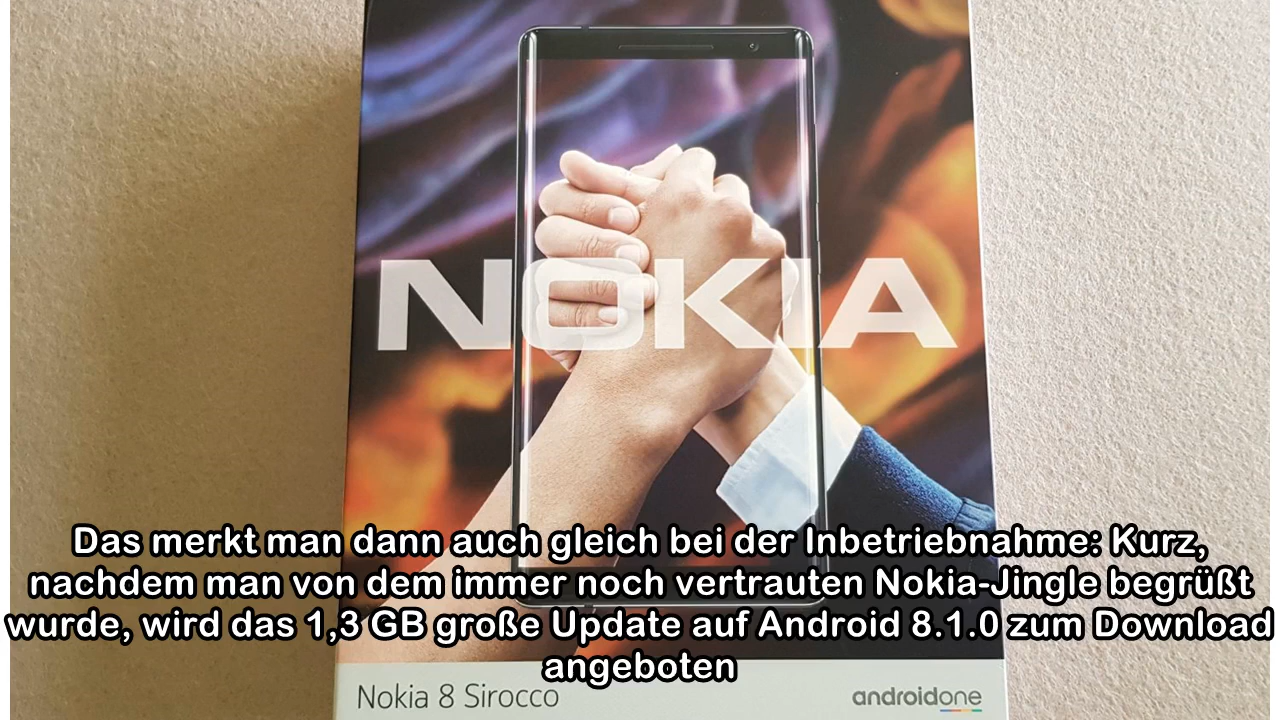 NOKIA
Das merkt man dann auch gleich bei der Inbetriebnahme: Kurz,
nachdem man von dem immer noch vertrauten Nokia-Jingle begrüßt
wurde, wird das 1,3 GB große Update auf Android 8.1.0 zum Download
angeboten
Nokia 8 Sirocco
androidone